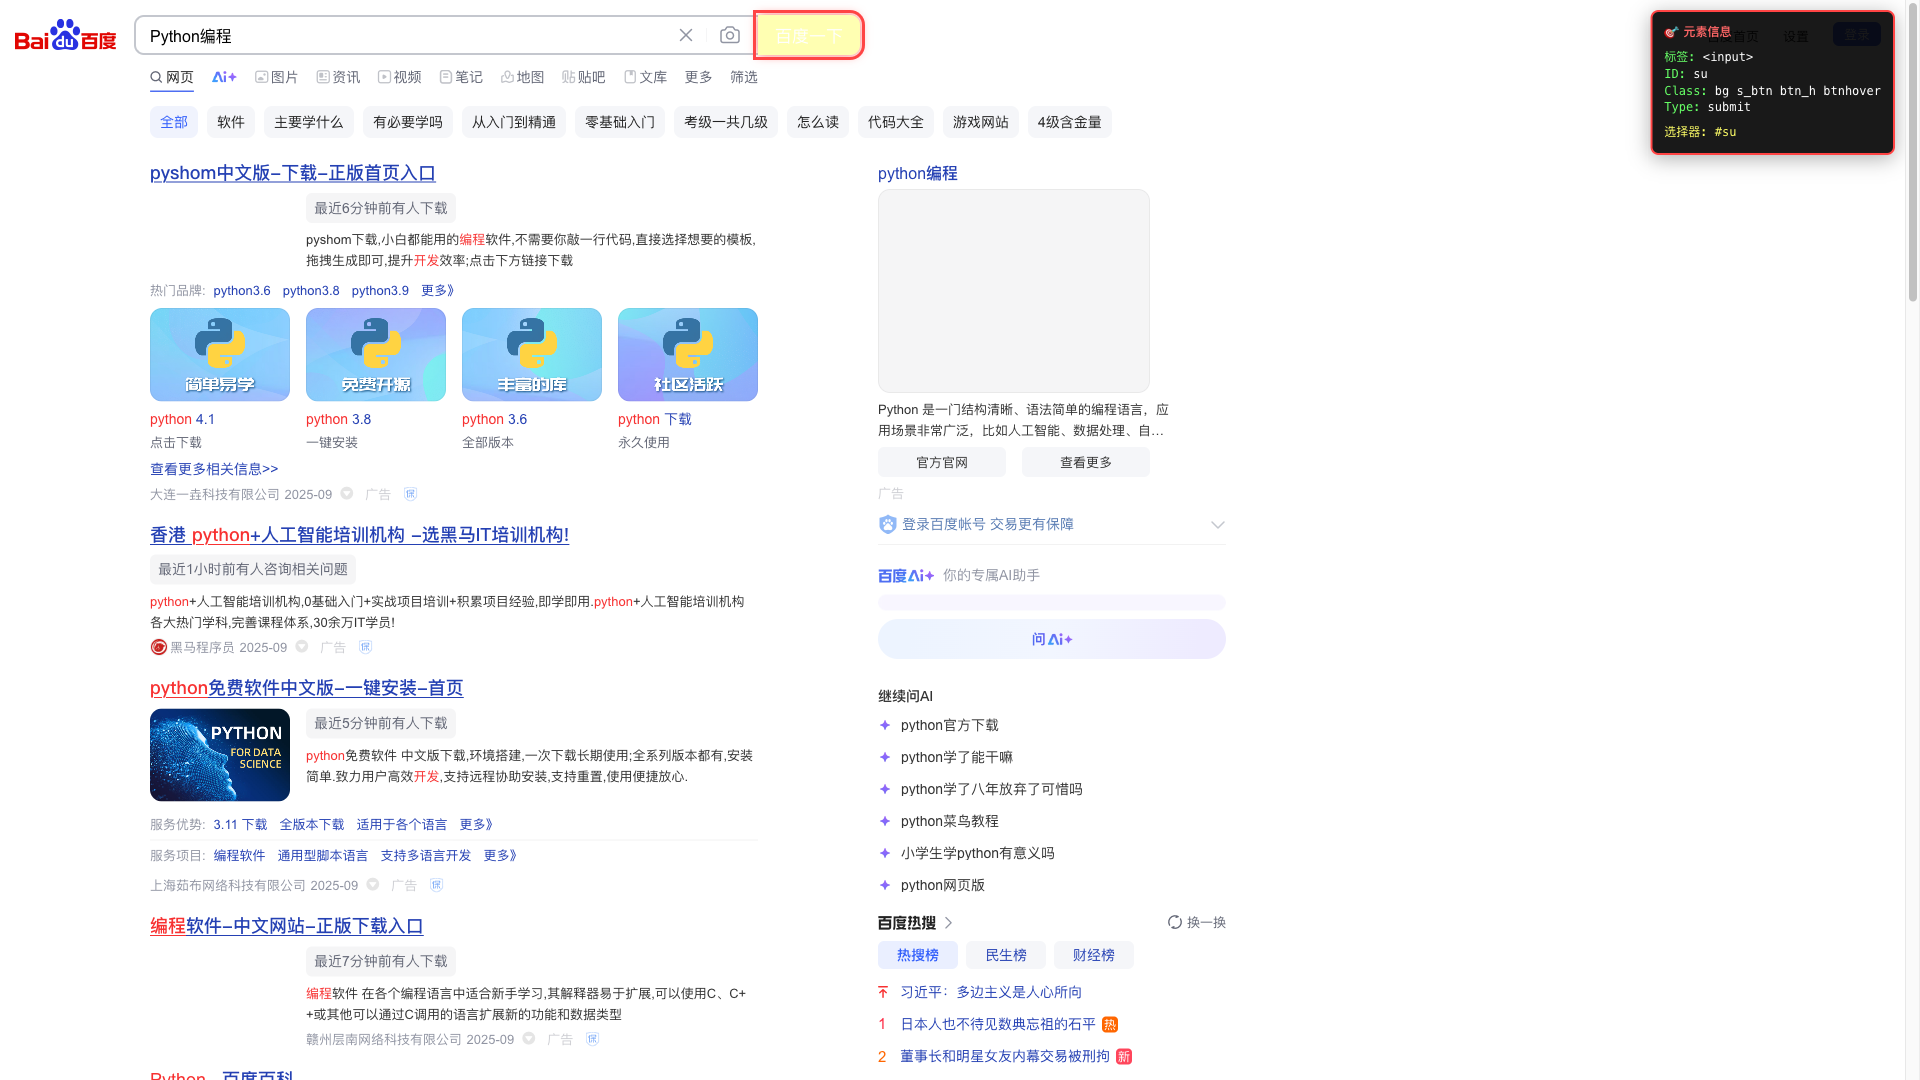 Bai du 百度
Python编程
百度一下
首页 设置 登录
🎯 元素信息
标签: <input>
ID: su
Class: bg s_btn btn_h btnhover
Type: submit
选择器: #su
网页 Ai+ 图片 资讯 视频 笔记 地图 贴吧 文库 更多 筛选
全部 软件 主要学什么 有必要学吗 从入门到精通 零基础入门 考级一共几级 怎么读 代码大全 游戏网站 4级含金量
pyshom中文版-下载-正版首页入口
最近6分钟前有人下载
pyshom下载,小白都能用的编程软件,不需要你敲一行代码,直接选择想要的模板,
拖拽生成即可,提升开发效率;点击下方链接下载
热门品牌: python3.6 python3.8 python3.9 更多》
简单易学 免费开源 丰富的库 社区活跃
python 4.1 python 3.8 python 3.6 python 下载
点击下载 一键安装 全部版本 永久使用
查看更多相关信息>>
大连一垚科技有限公司 2025-09 广告 保
香港 python+人工智能培训机构 -选黑马IT培训机构!
最近1小时前有人咨询相关问题
python+人工智能培训机构,0基础入门+实战项目培训+积累项目经验,即学即用.python+人工智能培训机构
各大热门学科,完善课程体系,30余万IT学员!
黑马程序员 2025-09 广告 保
python免费软件中文版-一键安装-首页
PYTHON
FOR DATA
SCIENCE
最近5分钟前有人下载
python免费软件 中文版下载,环境搭建,一次下载长期使用;全系列版本都有,安装
简单.致力用户高效开发,支持远程协助安装,支持重置,使用便捷放心.
服务优势: 3.11 下载 全版本下载 适用于各个语言 更多》
服务项目: 编程软件 通用型脚本语言 支持多语言开发 更多》
上海茹布网络科技有限公司 2025-09 广告 保
编程软件-中文网站-正版下载入口
最近7分钟前有人下载
编程软件 在各个编程语言中适合新手学习,其解释器易于扩展,可以使用C、C+
+或其他可以通过C调用的语言扩展新的功能和数据类型
赣州层南网络科技有限公司 2025-09 广告 保
Python - 百度百科
python编程
Python 是一门结构清晰、语法简单的编程语言，应
用场景非常广泛，比如人工智能、数据处理、自…
官方官网 查看更多
广告
登录百度帐号 交易更有保障
百度Ai+ 你的专属AI助手
问Ai+
继续问AI
python官方下载
python学了能干嘛
python学了八年放弃了可惜吗
python菜鸟教程
小学生学python有意义吗
python网页版
百度热搜 换一换
热搜榜 民生榜 财经榜
习近平：多边主义是人心所向
1 日本人也不待见数典忘祖的石平 热
2 董事长和明星女友内幕交易被刑拘 新